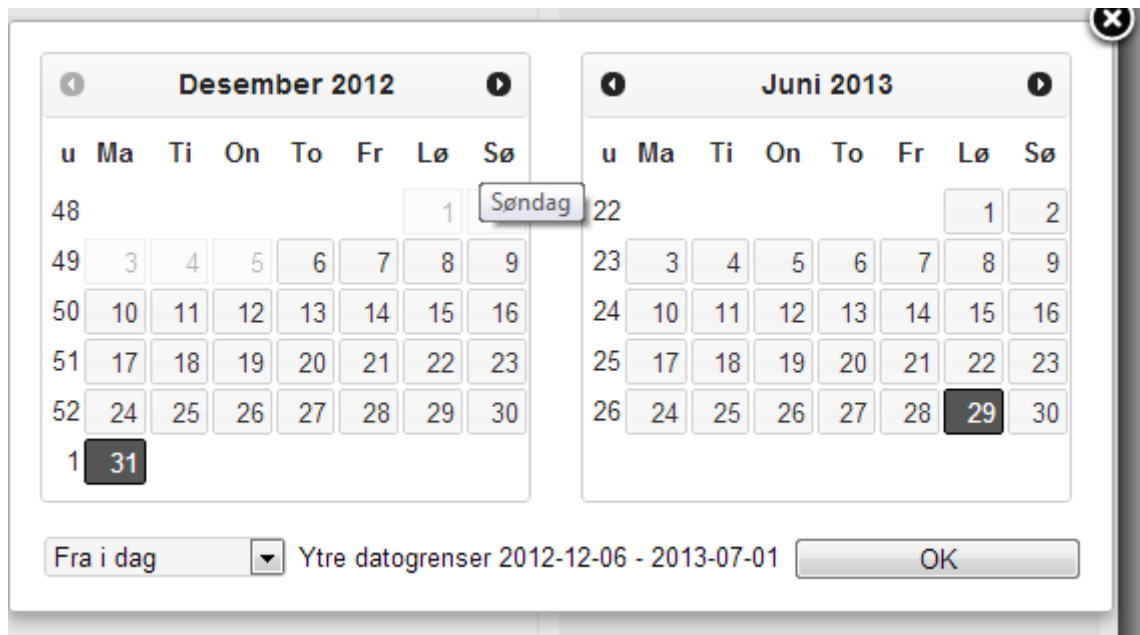 Desember 2012
u Ma Ti On To Fr Lø Sø
48 1
Søndag
49 3 4 5 6 7 8 9
50 10 11 12 13 14 15 16
51 17 18 19 20 21 22 23
52 24 25 26 27 28 29 30
1 31
Juni 2013
u Ma Ti On To Fr Lø Sø
22 1 2
23 3 4 5 6 7 8 9
24 10 11 12 13 14 15 16
25 17 18 19 20 21 22 23
26 24 25 26 27 28 29 30
Fra i dag Ytre datogrenser 2012-12-06 - 2013-07-01 OK